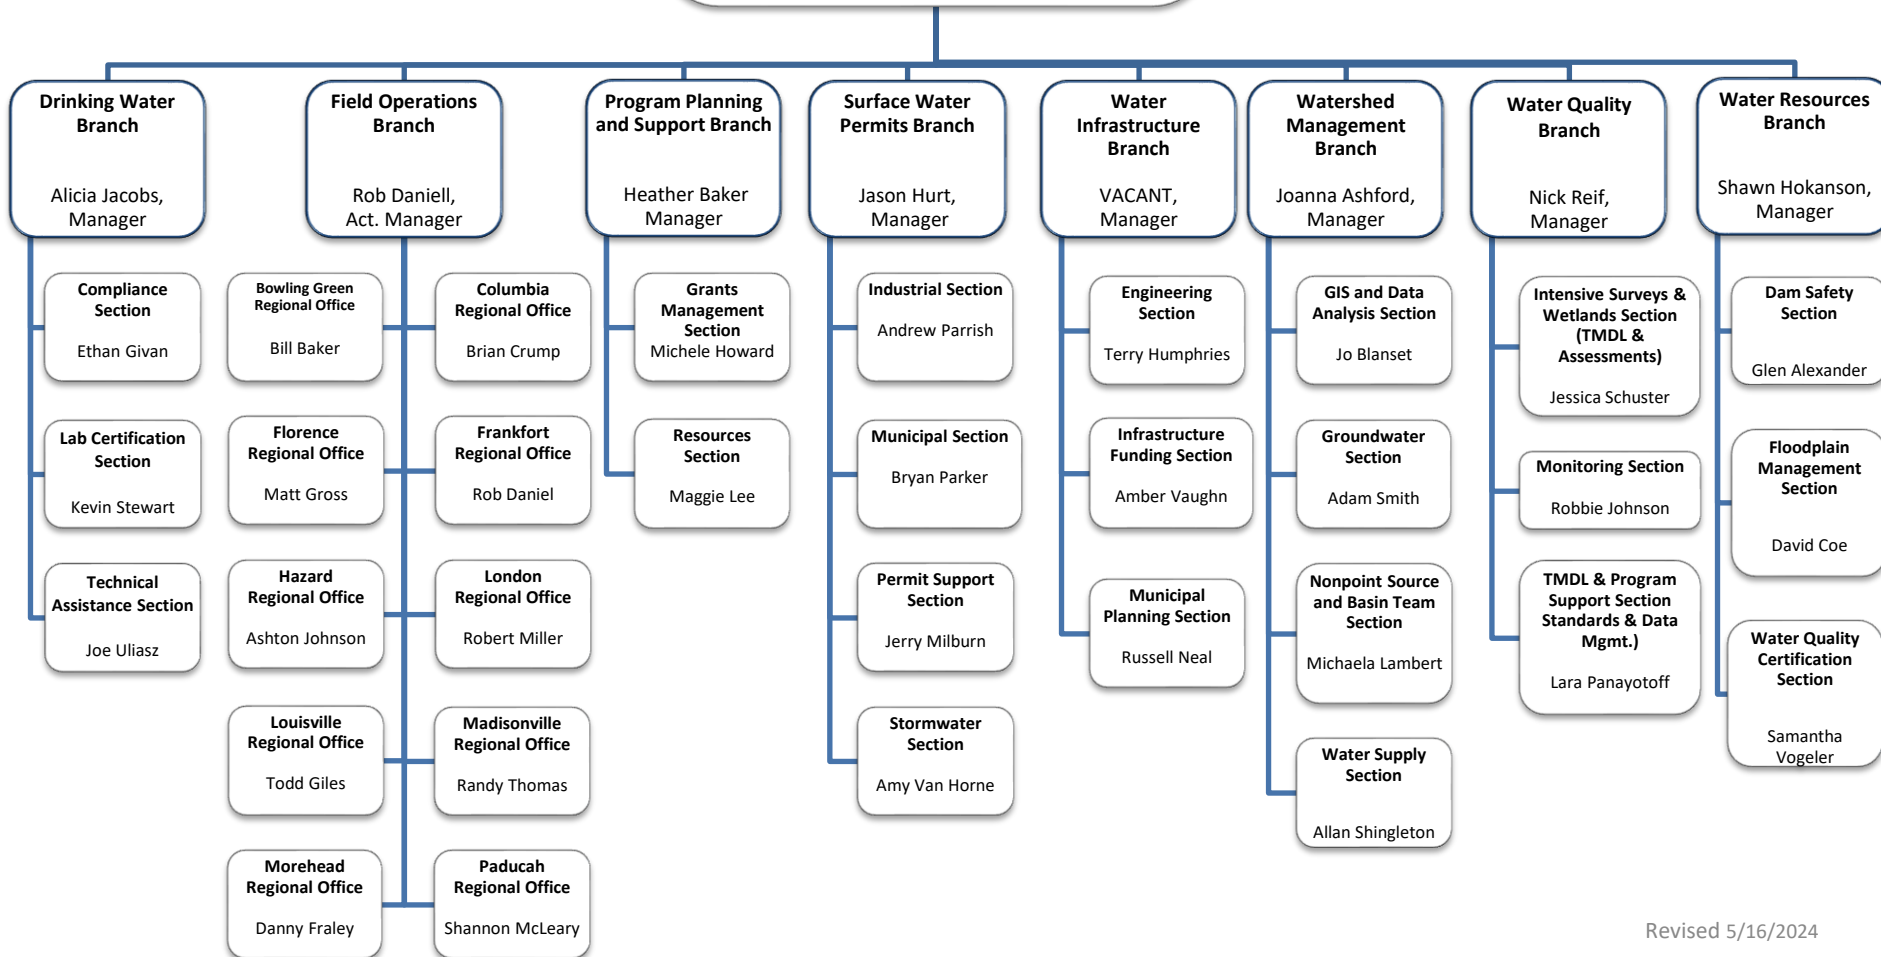 Drinking Water
Branch
Alicia Jacobs,
Manager
Field Operations
Branch
Rob Daniell,
Act. Manager
Program Planning
and Support Branch
Heather Baker
Manager
Surface Water
Permits Branch
Jason Hurt,
Manager
Water
Infrastructure
Branch
VACANT,
Manager
Watershed
Management
Branch
Joanna Ashford,
Manager
Water Quality
Branch
Nick Reif,
Manager
Water Resources
Branch
Shawn Hokanson,
Manager
Compliance
Section
Ethan Givan
Lab Certification
Section
Kevin Stewart
Technical
Assistance Section
Joe Uliasz
Bowling Green
Regional Office
Bill Baker
Columbia
Regional Office
Brian Crump
Florence
Regional Office
Matt Gross
Frankfort
Regional Office
Rob Daniel
Hazard
Regional Office
Ashton Johnson
London
Regional Office
Robert Miller
Louisville
Regional Office
Todd Giles
Madisonville
Regional Office
Randy Thomas
Morehead
Regional Office
Danny Fraley
Paducah
Regional Office
Shannon McLeary
Grants
Management
Section
Michele Howard
Resources
Section
Maggie Lee
Industrial Section
Andrew Parrish
Municipal Section
Bryan Parker
Permit Support
Section
Jerry Milburn
Stormwater
Section
Amy Van Horne
Engineering
Section
Terry Humphries
Infrastructure
Funding Section
Amber Vaughn
Municipal
Planning Section
Russell Neal
GIS and Data
Analysis Section
Jo Blanset
Groundwater
Section
Adam Smith
Nonpoint Source
and Basin Team
Section
Michaela Lambert
Water Supply
Section
Allan Shingleton
Intensive Surveys &
Wetlands Section
(TMDL &
Assessments)
Jessica Schuster
Monitoring Section
Robbie Johnson
TMDL & Program
Support Section
Standards & Data
Mgmt.)
Lara Panayotoff
Dam Safety
Section
Glen Alexander
Floodplain
Management
Section
David Coe
Water Quality
Certification
Section
Samantha
Vogeler
Revised 5/16/2024